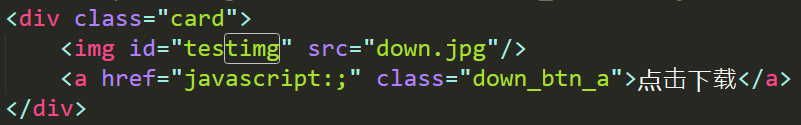 <div class="card">
    <img id="testimg" src="down.jpg"/>
    <a href="javascript:;" class="down_btn_a">点击下载</a>
</div>